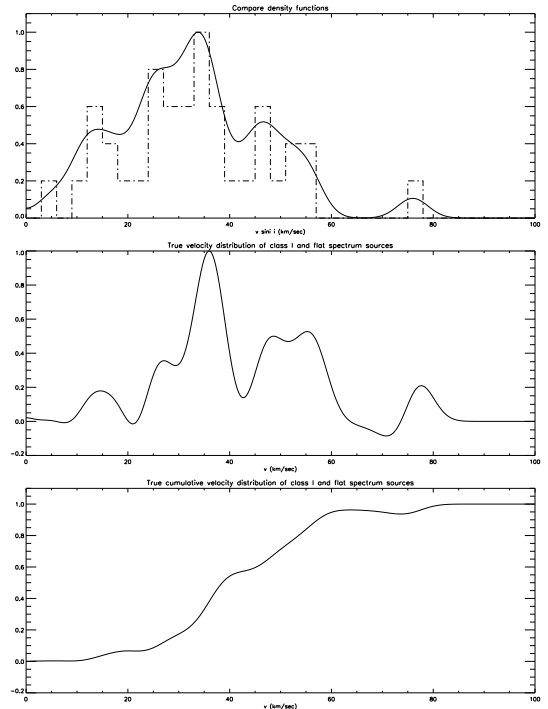 Compare density functions
1.0
0.8
0.6
0.4
0.2
0.0
0 20 40 60 80 100
v sini i (km/sec)
True velocity distribution of class I and flat spectrum sources
1.0
0.8
0.6
0.4
0.2
0.0
-0.2
0 20 40 60 80 100
v (km/sec)
True cumulative velocity distribution of class I and flat spectrum sources
1.0
0.8
0.6
0.4
0.2
0.0
-0.2
0 20 40 60 80 100
v (km/sec)